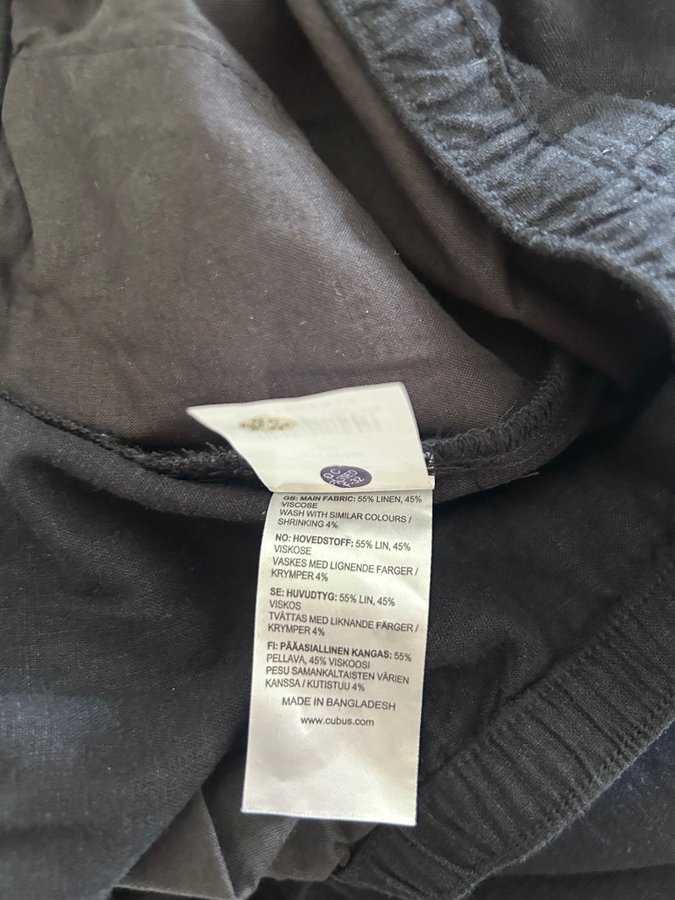 GB: MAIN FABRIC: 55% LINEN, 45%
VISCOSE
WASH WITH SIMILAR COLOURS /
SHRINKING 4%
NO: HOVEDSTOFF: 55% LIN, 45%
VISKOSE
VASKES MED LIGNENDE FARGER /
KRYMPER 4%
SE: HUVUDTYG: 55% LIN, 45%
VISKOS
TVÄTTAS MED LIKNANDE FÄRGER /
KRYMPER 4%
FI: PÄÄASIALLINEN KANGAS: 55%
PELLAVA, 45% VISKOOSI
PESU SAMANKALTAISTEN VÄRIEN
KANSSA / KUTISTUU 4%
MADE IN BANGLADESH
www.cubus.com